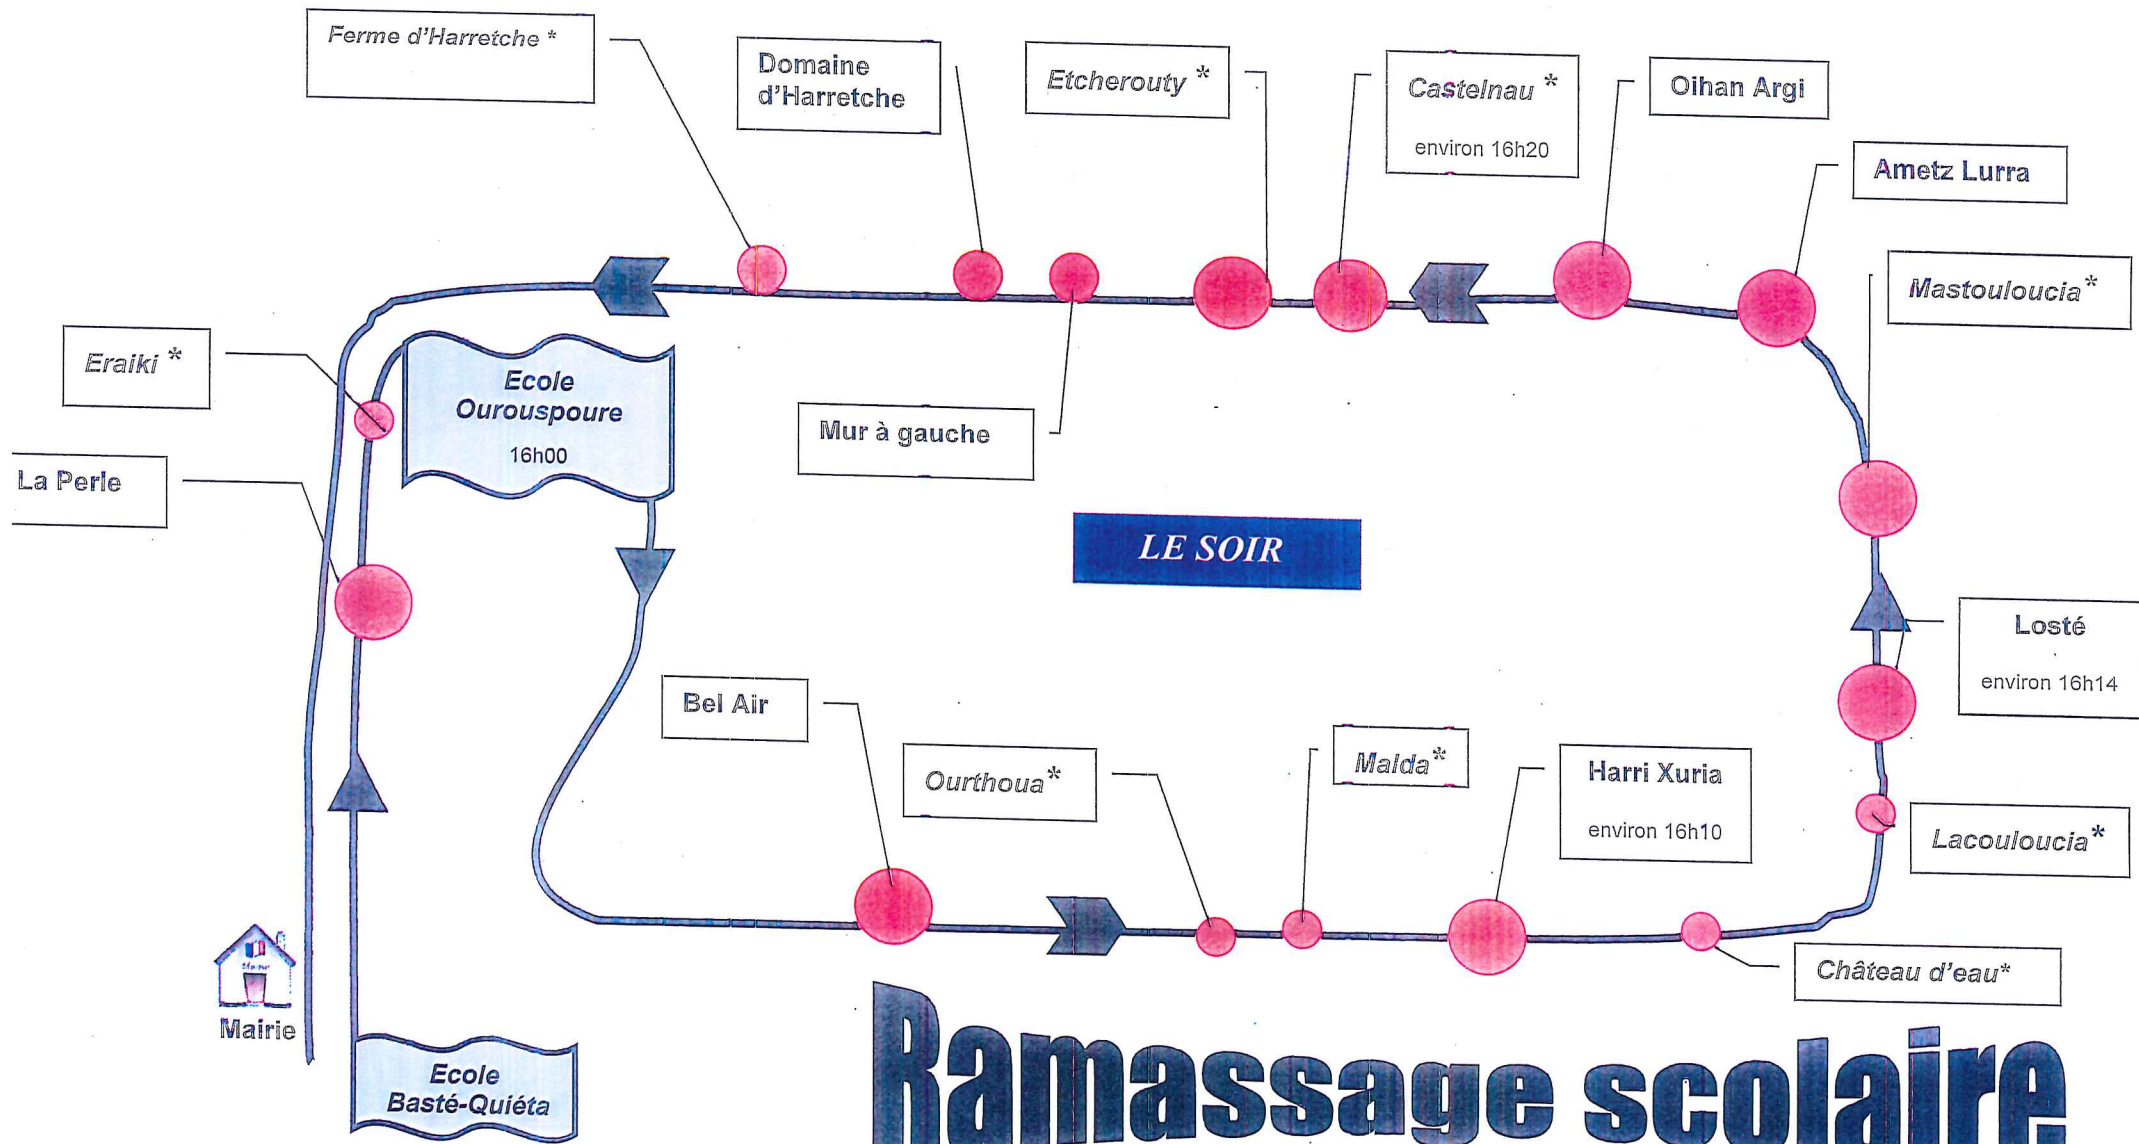 Ferme d'Harretche *
Domaine
d'Harretche
Etcherouty *
Castelnau *
environ 16h20
Oihan Argi
Ametz Lurra
Mastouloucia*
Eraiki *
Ecole
Ourouspoure
16h00
Mur à gauche
La Perle
LE SOIR
Losté
environ 16h14
Bel Air
Ourthoua*
Malda*
Harri Xuria
environ 16h10
Lacouloucia*
Château d'eau*
Mairie
Ecole
Basté-Quiéta
Ramassage scolaire